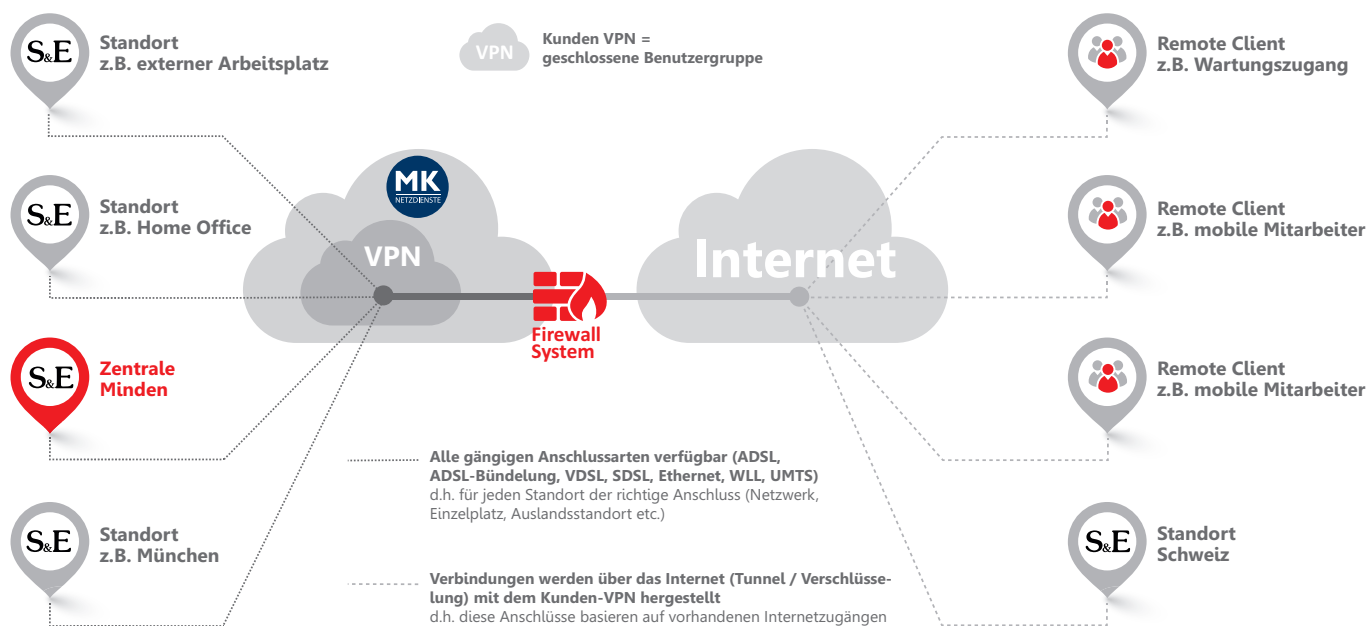 S&E
Standort
z.B. externer Arbeitsplatz
VPN
Kunden VPN =
geschlossene Benutzergruppe
Remote Client
z.B. Wartungszugang
S&E
Standort
z.B. Home Office
MK
NETZDIENSTE
VPN
Internet
Firewall
System
Remote Client
z.B. mobile Mitarbeiter
S&E
Zentrale
Minden
Remote Client
z.B. mobile Mitarbeiter
S&E
Standort
z.B. München
Alle gängigen Anschlussarten verfügbar (ADSL,
ADSL-Bündelung, VDSL, SDSL, Ethernet, WLL, UMTS)
d.h. für jeden Standort der richtige Anschluss (Netzwerk,
Einzelplatz, Auslandsstandort etc.)
Verbindungen werden über das Internet (Tunnel / Verschlüsse-
lung) mit dem Kunden-VPN hergestellt
d.h. diese Anschlüsse basieren auf vorhandenen Internetzugängen
S&E
Standort
Schweiz